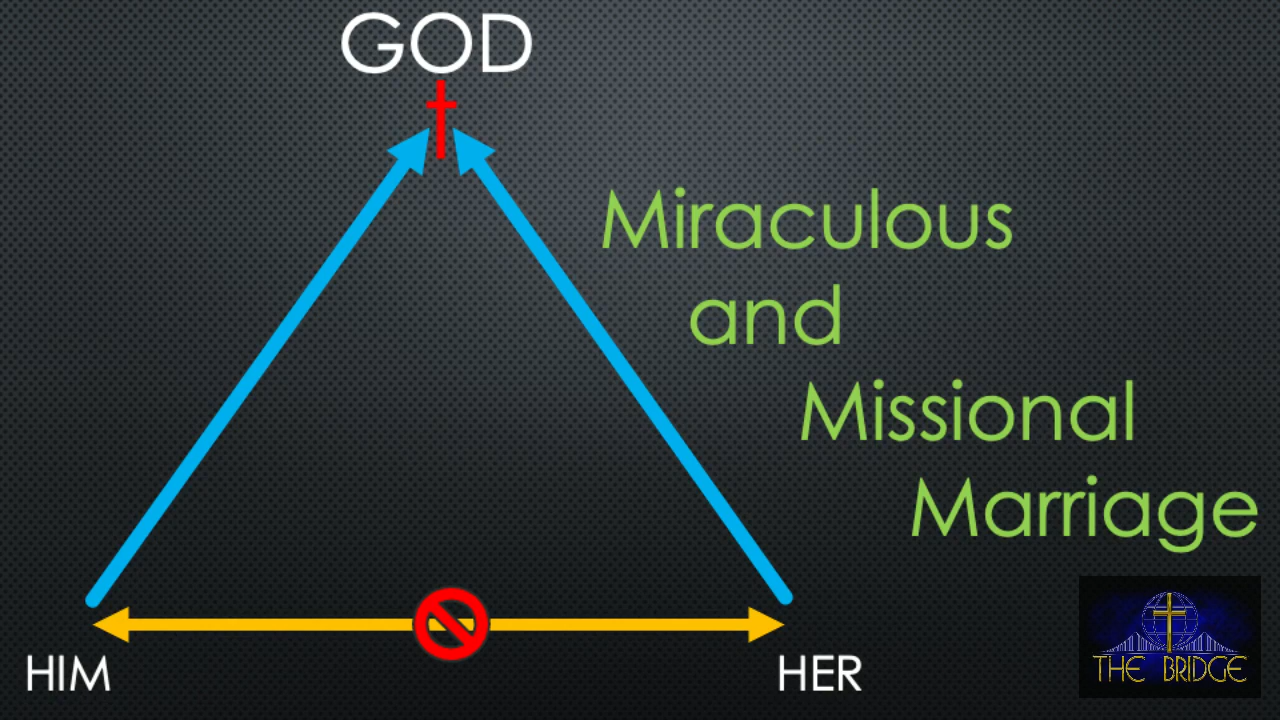 GOD
Miraculous
and
Missional
Marriage
HIM
HER
THE BRIDGE